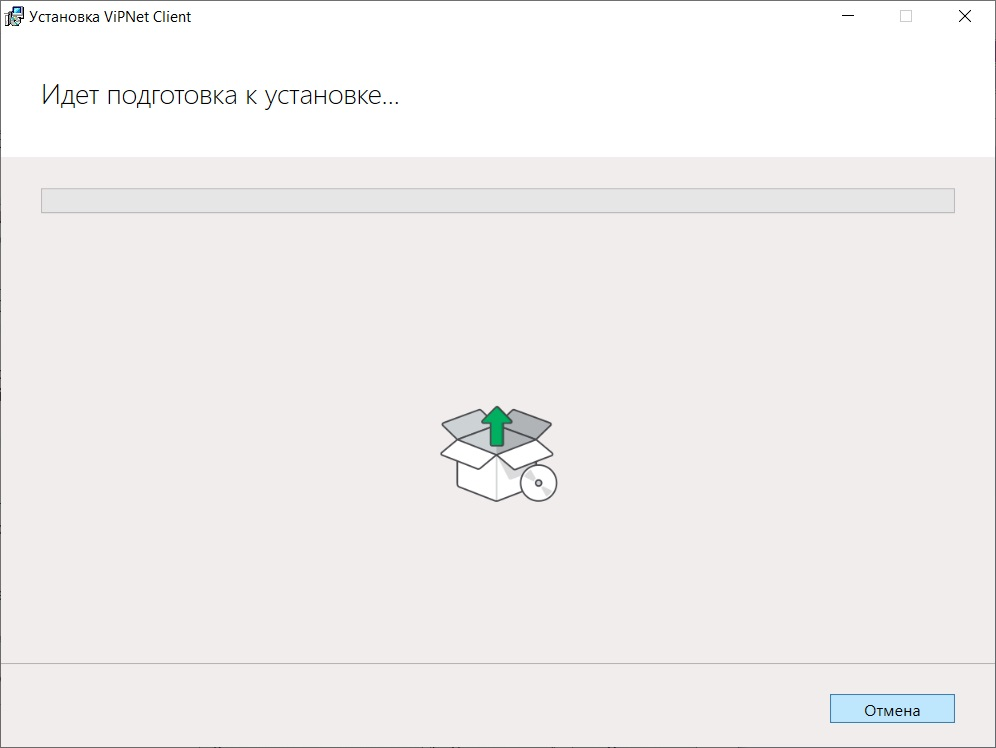 Установка ViPNet Client
Идет подготовка к установке...
Отмена